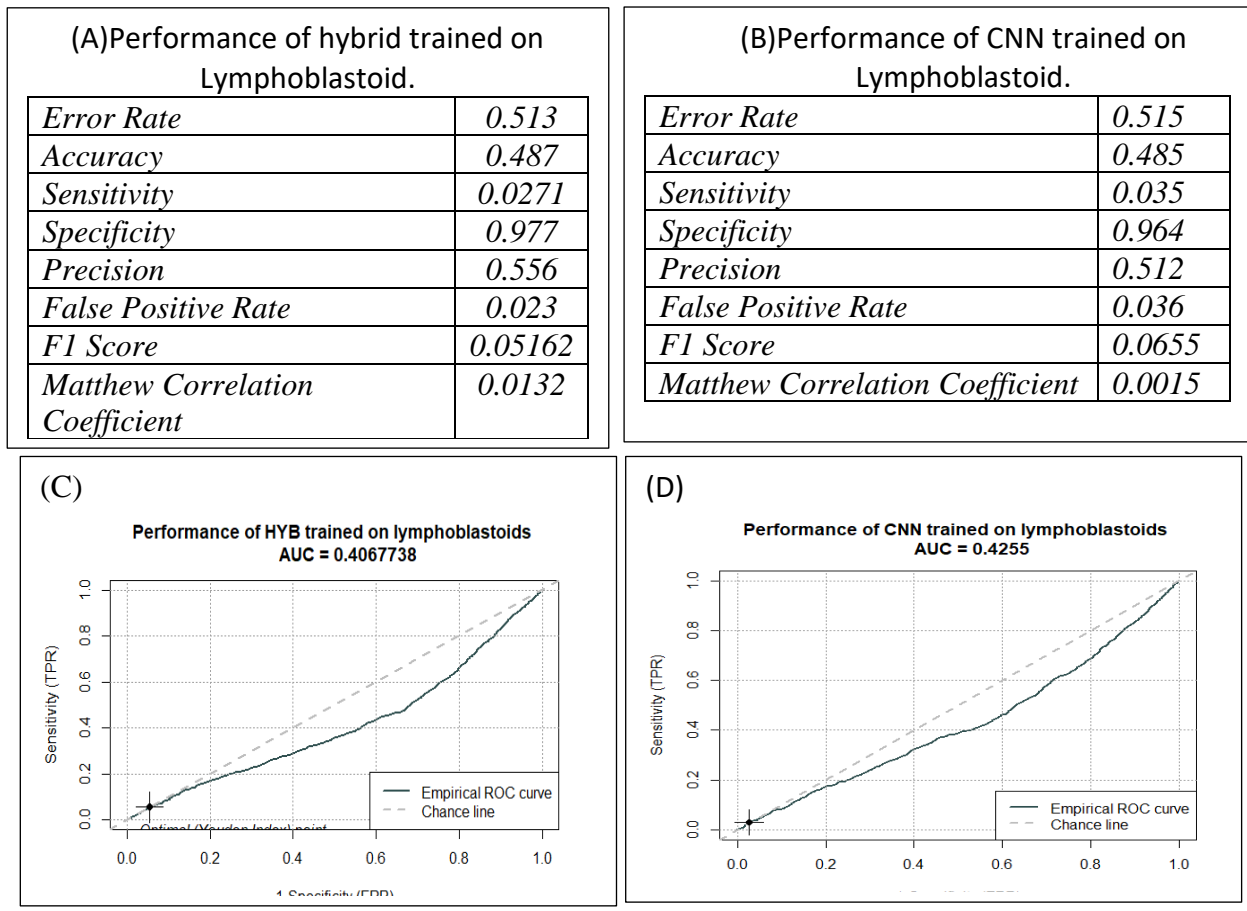 (A)Performance of hybrid trained on
Lymphoblastoid.
Error Rate 0.513
Accuracy 0.487
Sensitivity 0.0271
Specificity 0.977
Precision 0.556
False Positive Rate 0.023
F1 Score 0.05162
Matthew Correlation 0.0132
Coefficient
(B)Performance of CNN trained on
Lymphoblastoid.
Error Rate 0.515
Accuracy 0.485
Sensitivity 0.035
Specificity 0.964
Precision 0.512
False Positive Rate 0.036
F1 Score 0.0655
Matthew Correlation Coefficient 0.0015
(C)
Performance of HYB trained on lymphoblastoids
AUC = 0.4067738
Sensitivity (TPR)
1.0
0.8
0.6
0.4
0.2
0.0
Empirical ROC curve
Chance line
Optimal (Youden Index) point
0.0 0.2 0.4 0.6 0.8 1.0
1-Specificity (FPR)
(D)
Performance of CNN trained on lymphoblastoids
AUC = 0.4255
Sensitivity (TPR)
1.0
0.8
0.6
0.4
0.2
0.0
Empirical ROC curve
Chance line
0.0 0.2 0.4 0.6 0.8 1.0